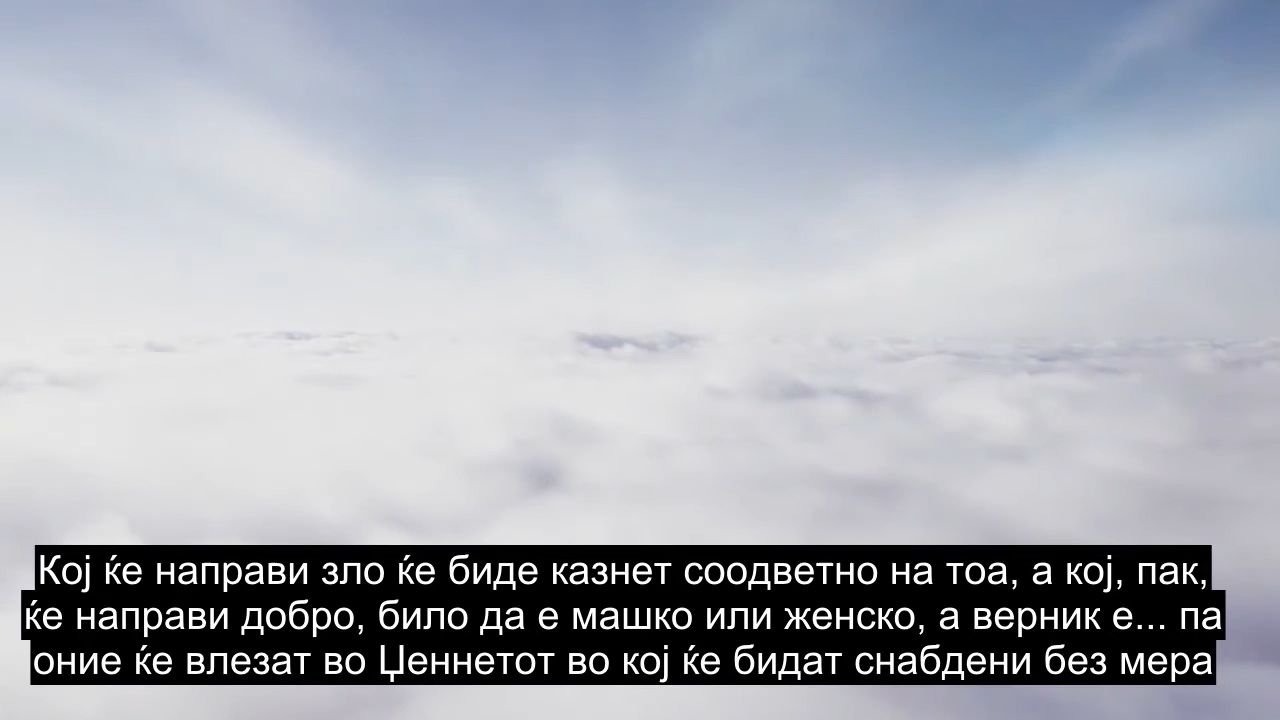 Кој ќе направи зло ќе биде казнет соодветно на тоа, а кој, пак,
ќе направи добро, било да е машко или женско, а верник е... па
оние ќе влезат во Џеннетот во кој ќе бидат снабдени без мера